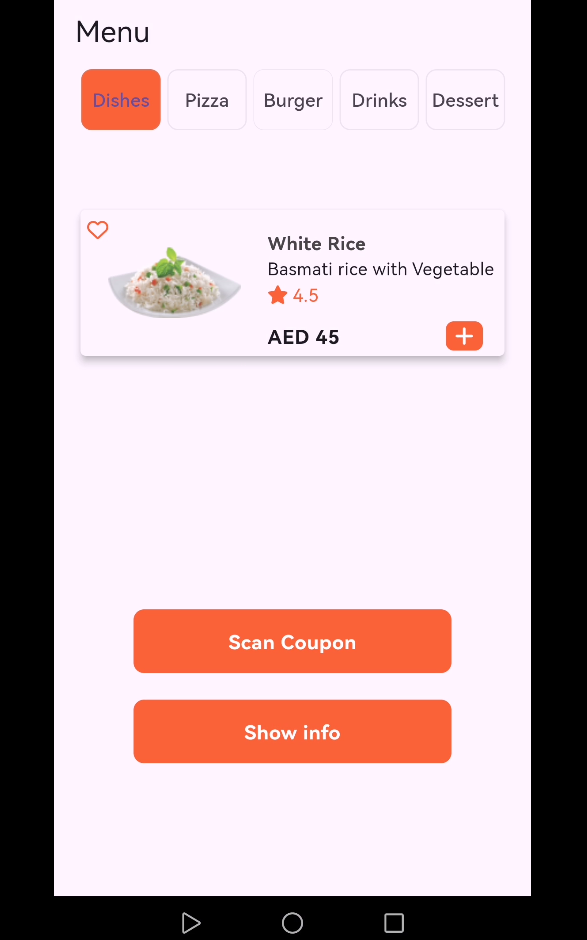 Menu
Dishes Pizza Burger Drinks Dessert
White Rice
Basmati rice with Vegetable
4.5
AED 45
Scan Coupon
Show info